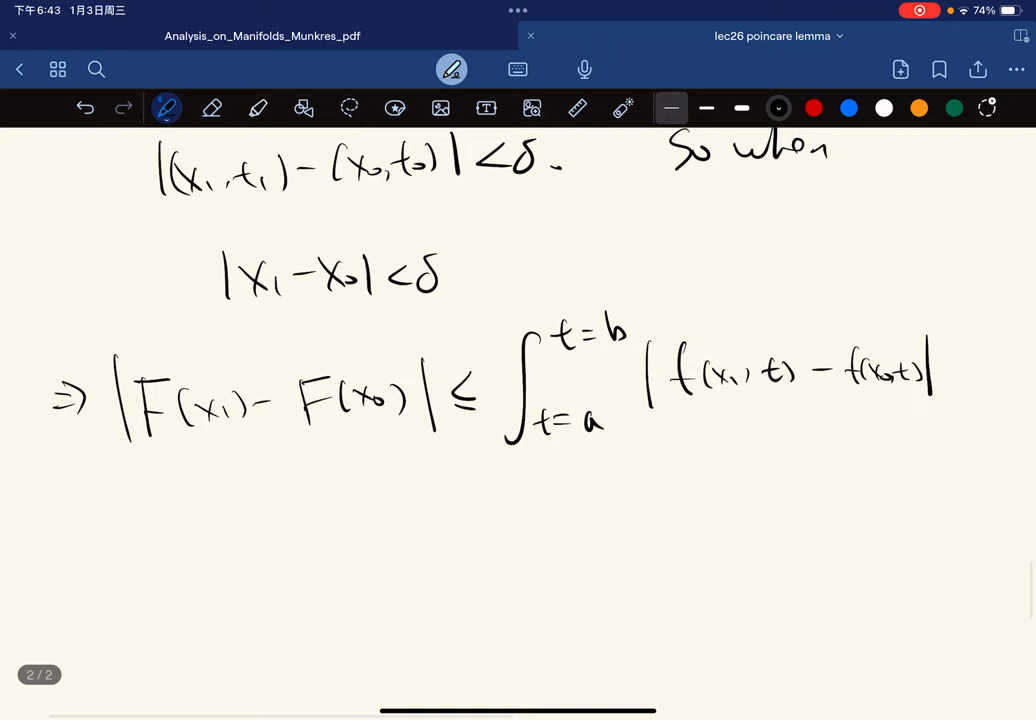 下午6:43 1月3日周三
74%
Analysis_on_Manifolds_Munkres_pdf
lec26 poincare lemma
|(x₁, t₁) - (x₀, t₀)| < δ. So when
|x₁ - x₀| < δ
⇒ |F(x₁) - F(x₀)| ≤ ∫_{t=a}^{t=b} |f(x₁, t) - f(x₀, t)|
2 / 2